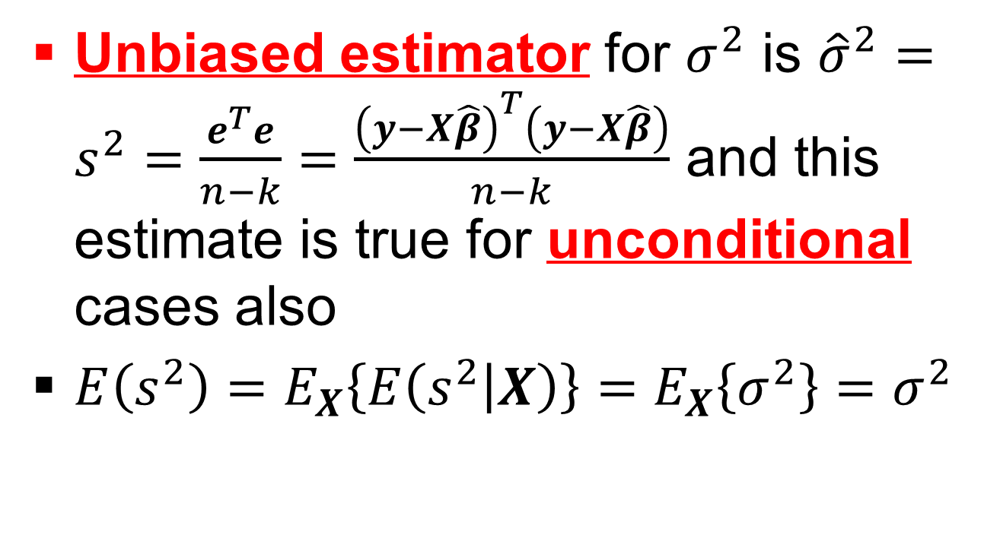 ▪ Unbiased estimator for σ² is σ̂² =
s² = eᵀe / n−k = (y−Xβ̂)ᵀ(y−Xβ̂) / n−k and this
estimate is true for unconditional
cases also
▪ E(s²) = E_X{E(s²|X)} = E_X{σ²} = σ²